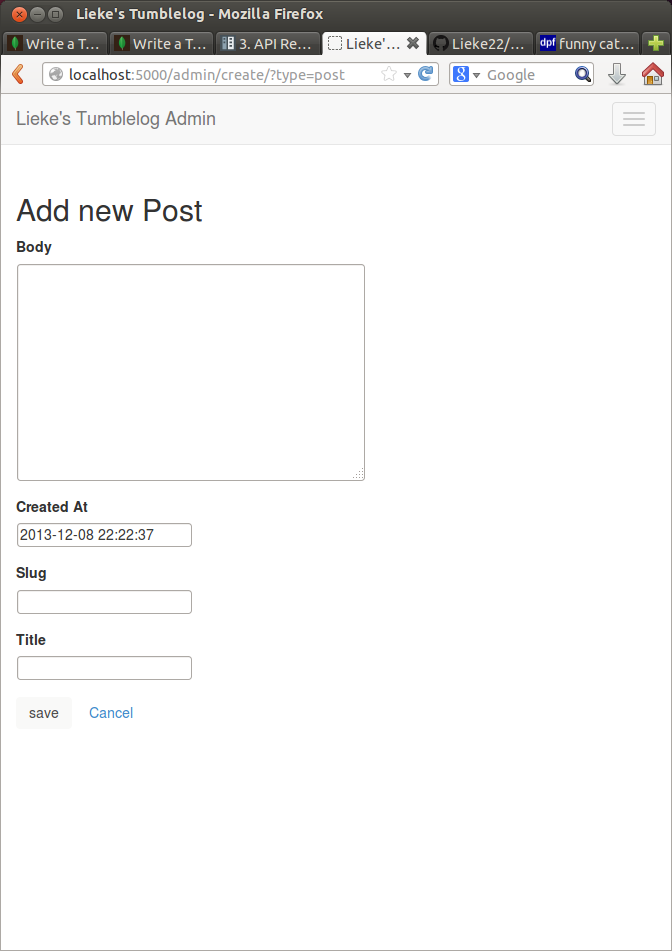 Lieke's Tumblelog - Mozilla Firefox
Write a T... Write a T... 3. API Re... Lieke'... Lieke22/... dpf funny cat...
localhost:5000/admin/create/?type=post 8 Google
Lieke's Tumblelog Admin
Add new Post
Body
Created At
2013-12-08 22:22:37
Slug
Title
save Cancel